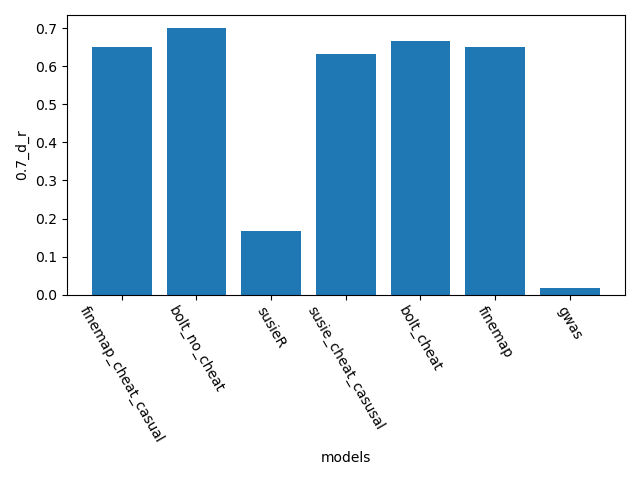 0.7
0.6
0.5
0.4
0.3
0.2
0.1
0.0
0.7_d_r
finemap_cheat_casual
bolt_no_cheat
susieR
susie_cheat_casusal
bolt_cheat
finemap
gwas
models